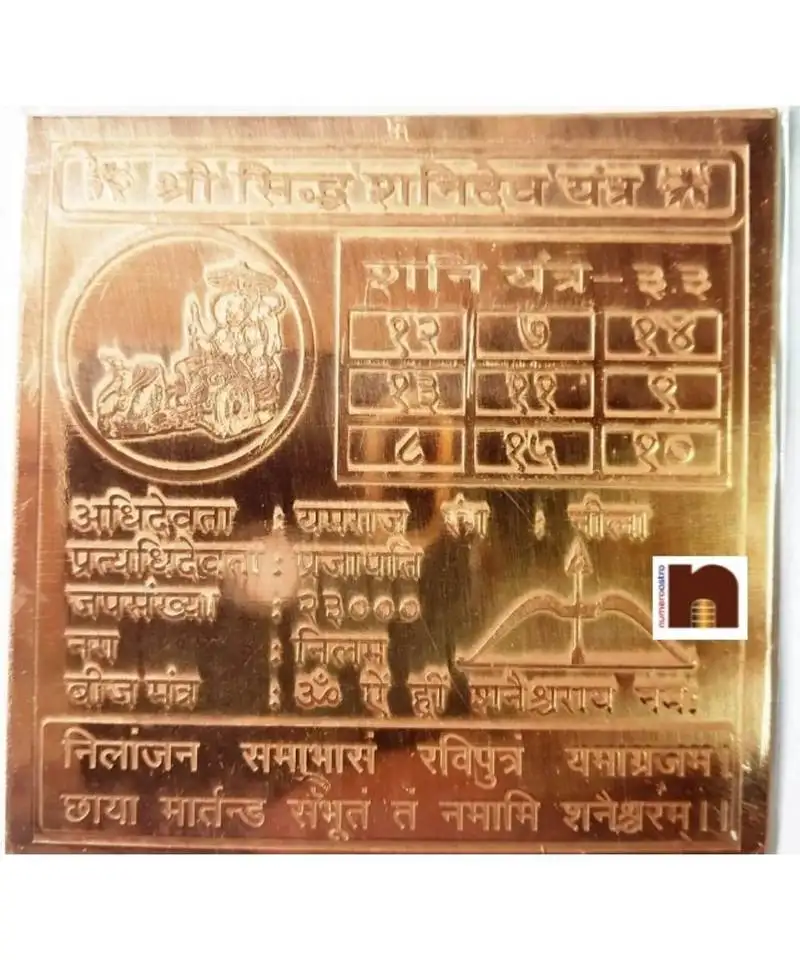 श्री सिद्ध शनिदेव यंत्र
शनि यंत्र - ३३
१२ ७ १४
१३ ११ ९
८ १५ १०
अधिदेवता : यमराज रंग : नीला
प्रत्यधिदेवता : प्रजापति
जपसंख्या : २३०००
नग : निलम
बीज मंत्र : ॐ ऐं ह्रीं शनैश्चराय नमः
निलांजन समाभासं रविपुत्रं यमाग्रजम।
छाया मार्तन्ड संभूतं तं नमामि शनैश्चरम्।।
numeroastro
n